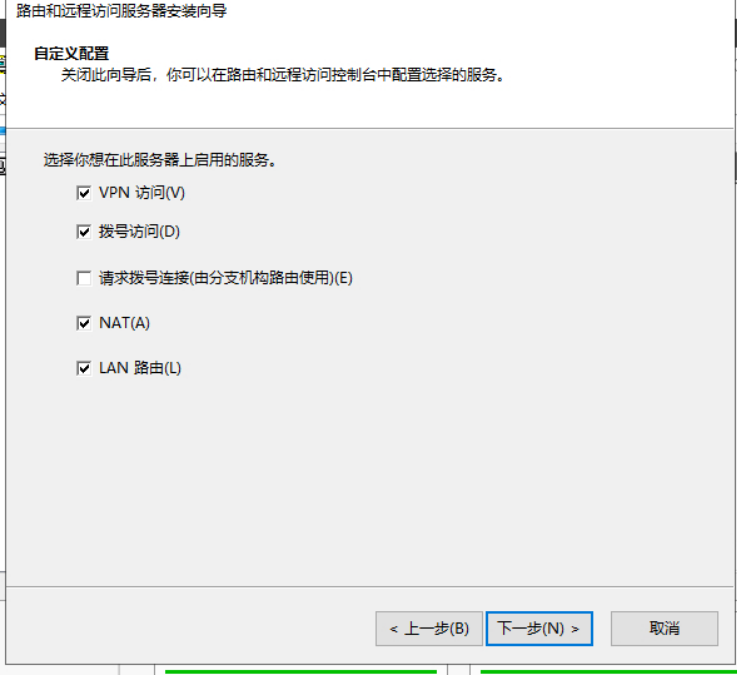 路由和远程访问服务器安装向导
自定义配置
关闭此向导后，你可以在路由和远程访问控制台中配置选择的服务。
选择你想在此服务器上启用的服务。
VPN 访问(V)
拨号访问(D)
请求拨号连接(由分支机构路由使用)(E)
NAT(A)
LAN 路由(L)
< 上一步(B) 下一步(N) > 取消